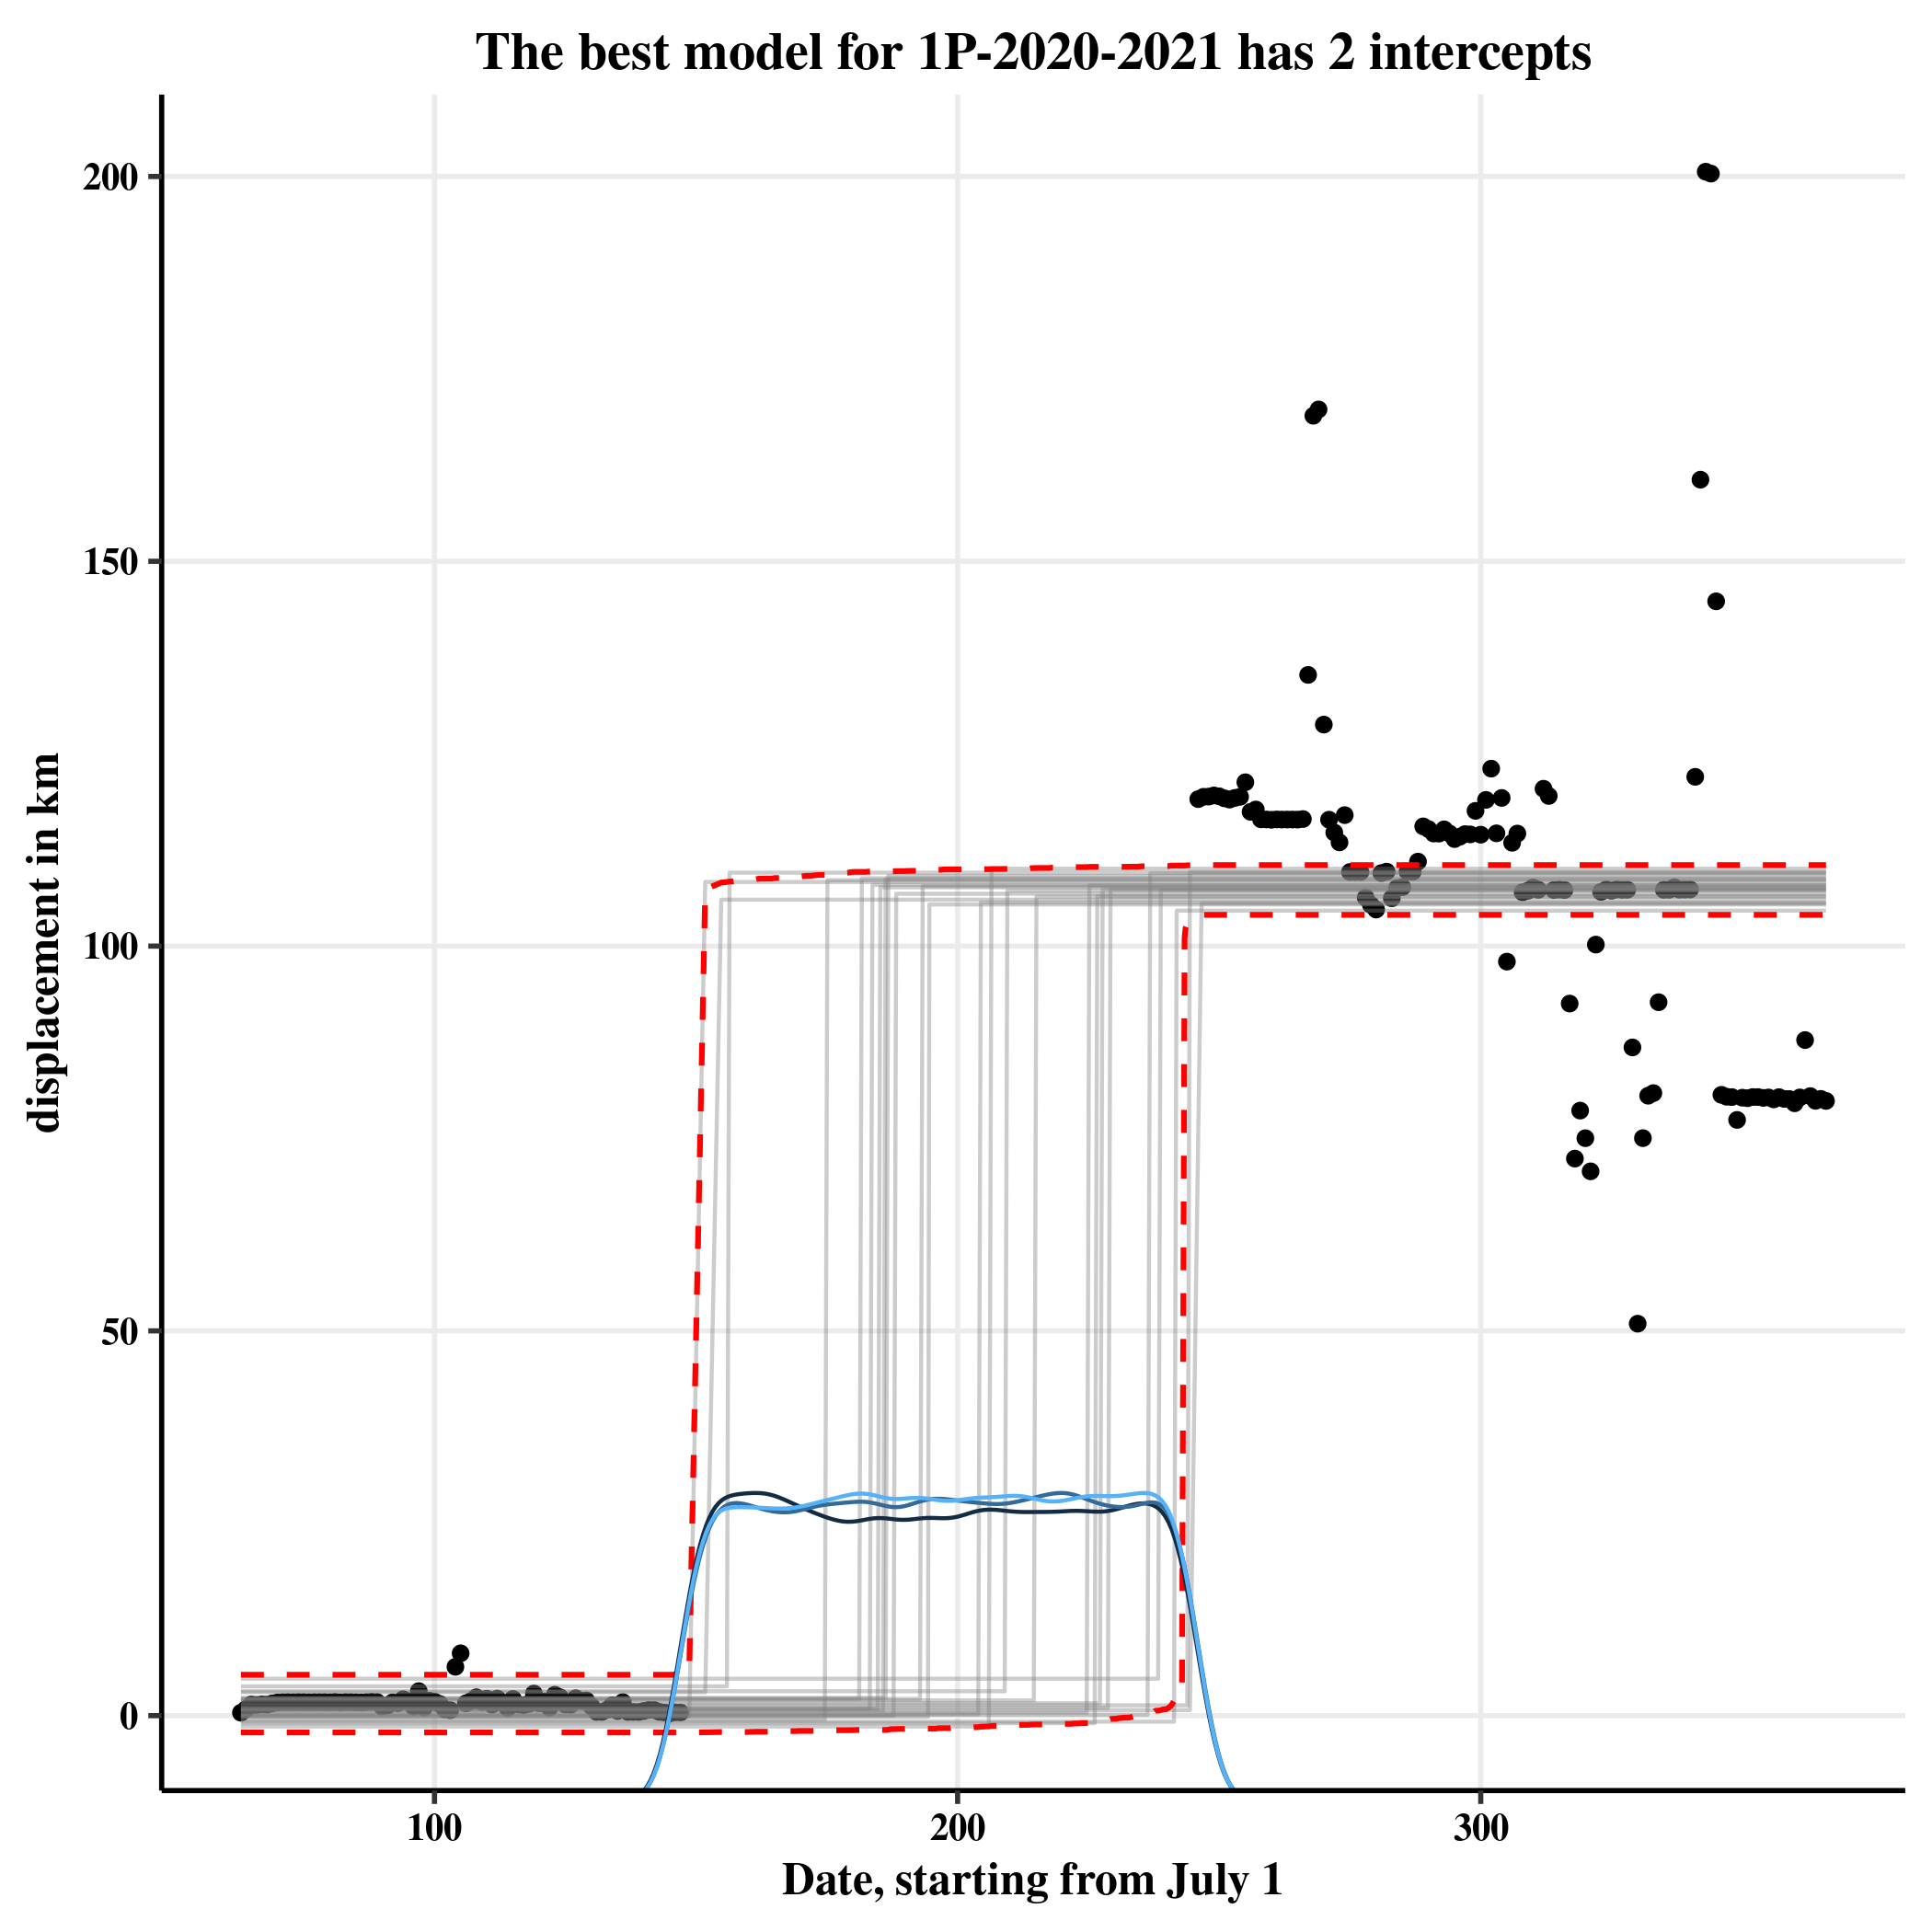 The best model for 1P-2020-2021 has 2 intercepts
displacement in km
200
150
100
50
0
100 200 300
Date, starting from July 1